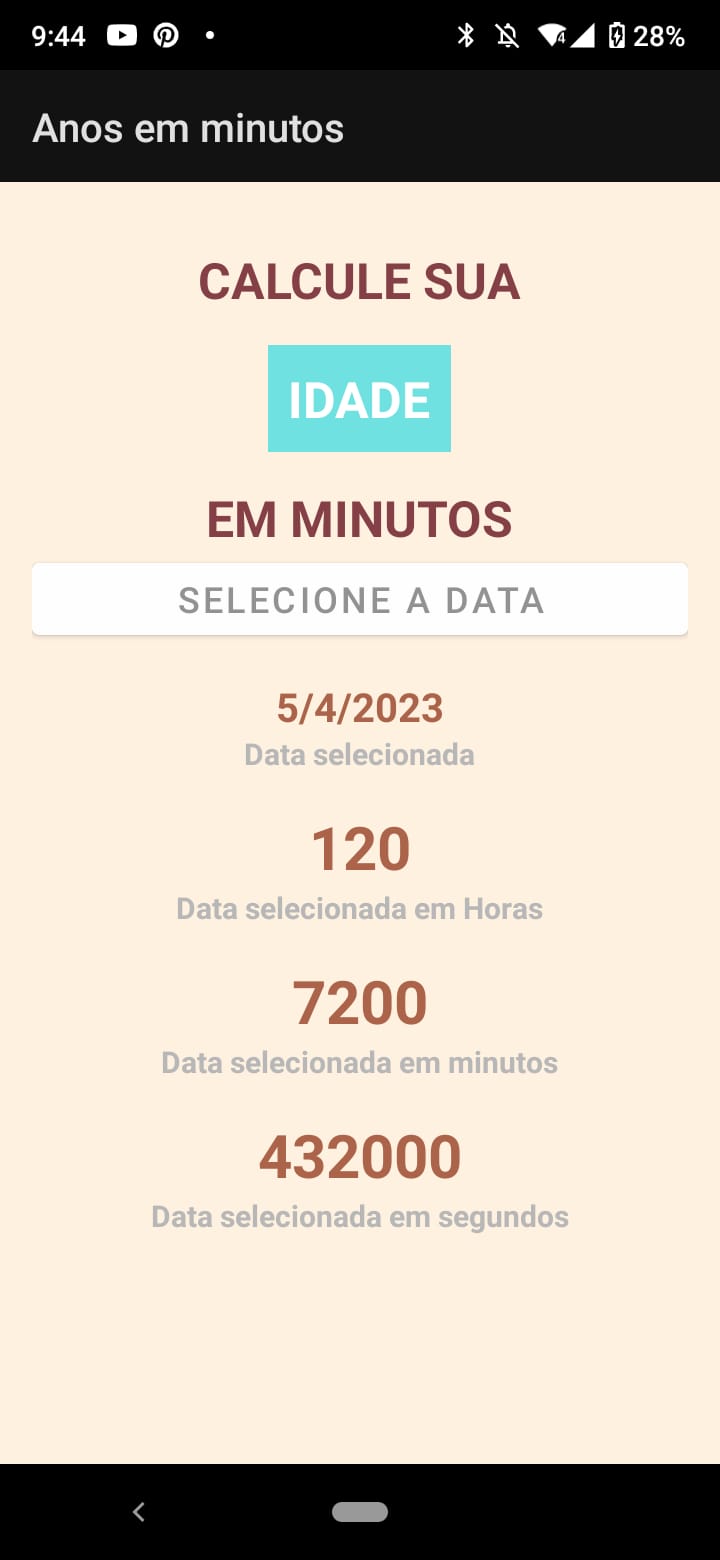 9:44
4
28%
Anos em minutos
CALCULE SUA
IDADE
EM MINUTOS
SELECIONE A DATA
5/4/2023
Data selecionada
120
Data selecionada em Horas
7200
Data selecionada em minutos
432000
Data selecionada em segundos